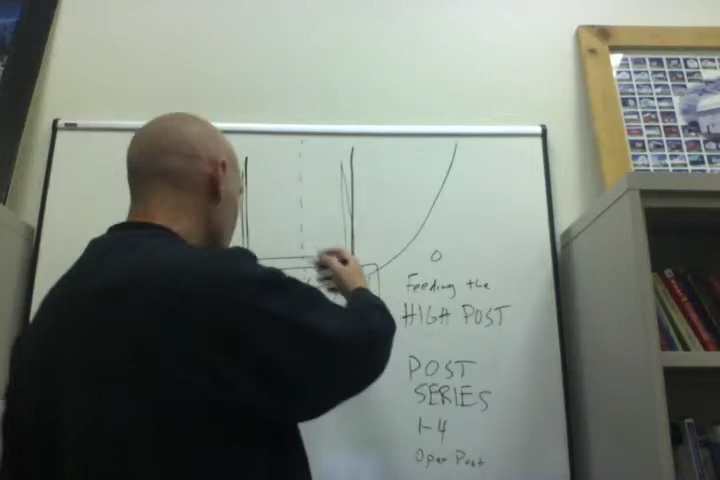 O
Feeding the
HIGH POST
POST
SERIES
1-4
Open Post